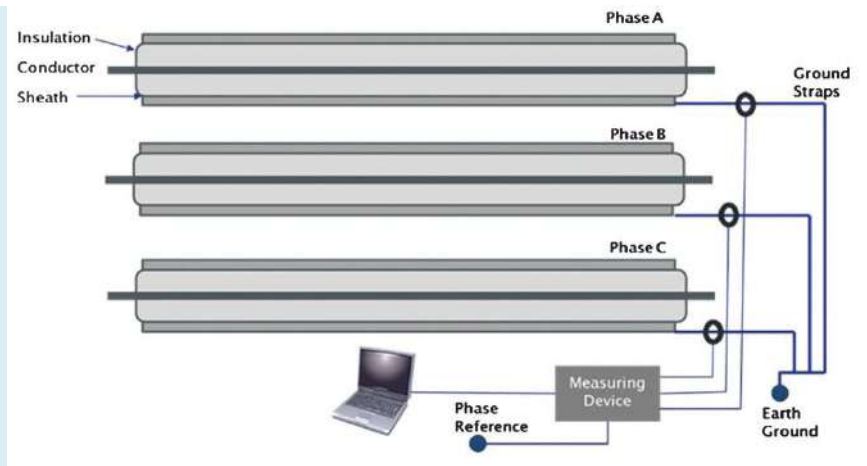 Phase A
Insulation
Conductor
Sheath
Ground
Straps
Phase B
Phase C
Measuring
Device
Phase
Reference
Earth
Ground